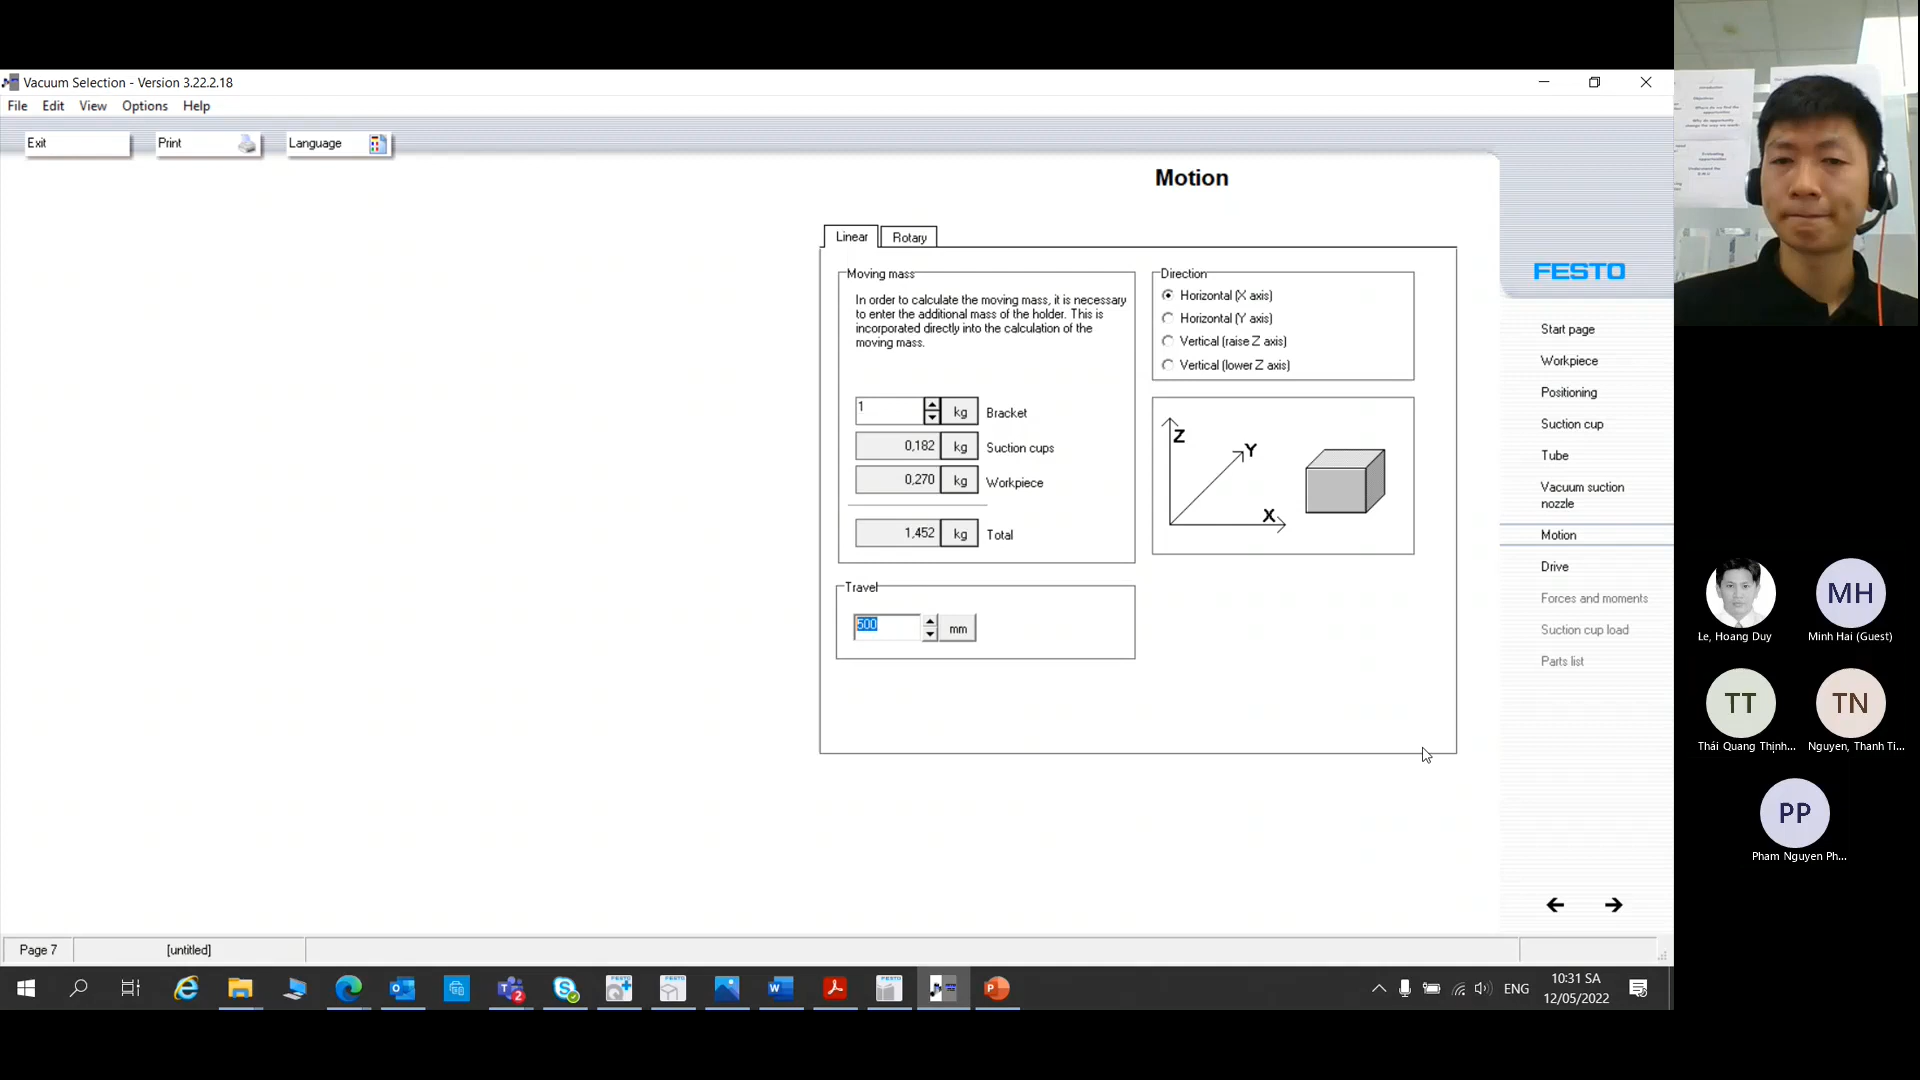 Vacuum Selection - Version 3.22.2.18
File Edit View Options Help
Exit
Print
Language
Motion
Linear
Rotary
Moving mass
In order to calculate the moving mass, it is necessary
to enter the additional mass of the holder. This is
incorporated directly into the calculation of the
moving mass.
1 kg Bracket
0,182 kg Suction cups
0,270 kg Workpiece
1,452 kg Total
Travel
500 mm
Direction
Horizontal (X axis)
Horizontal (Y axis)
Vertical (raise Z axis)
Vertical (lower Z axis)
Z
Y
X
FESTO
Start page
Workpiece
Positioning
Suction cup
Tube
Vacuum suction
nozzle
Motion
Drive
Forces and moments
Suction cup load
Parts list
Page 7
[untitled]
ENG
10:31 SA
12/05/2022
Le, Hoang Duy
MH
Minh Hai (Guest)
TT
Thái Quang Thịnh...
TN
Nguyen, Thanh Ti...
PP
Pham Nguyen Ph...